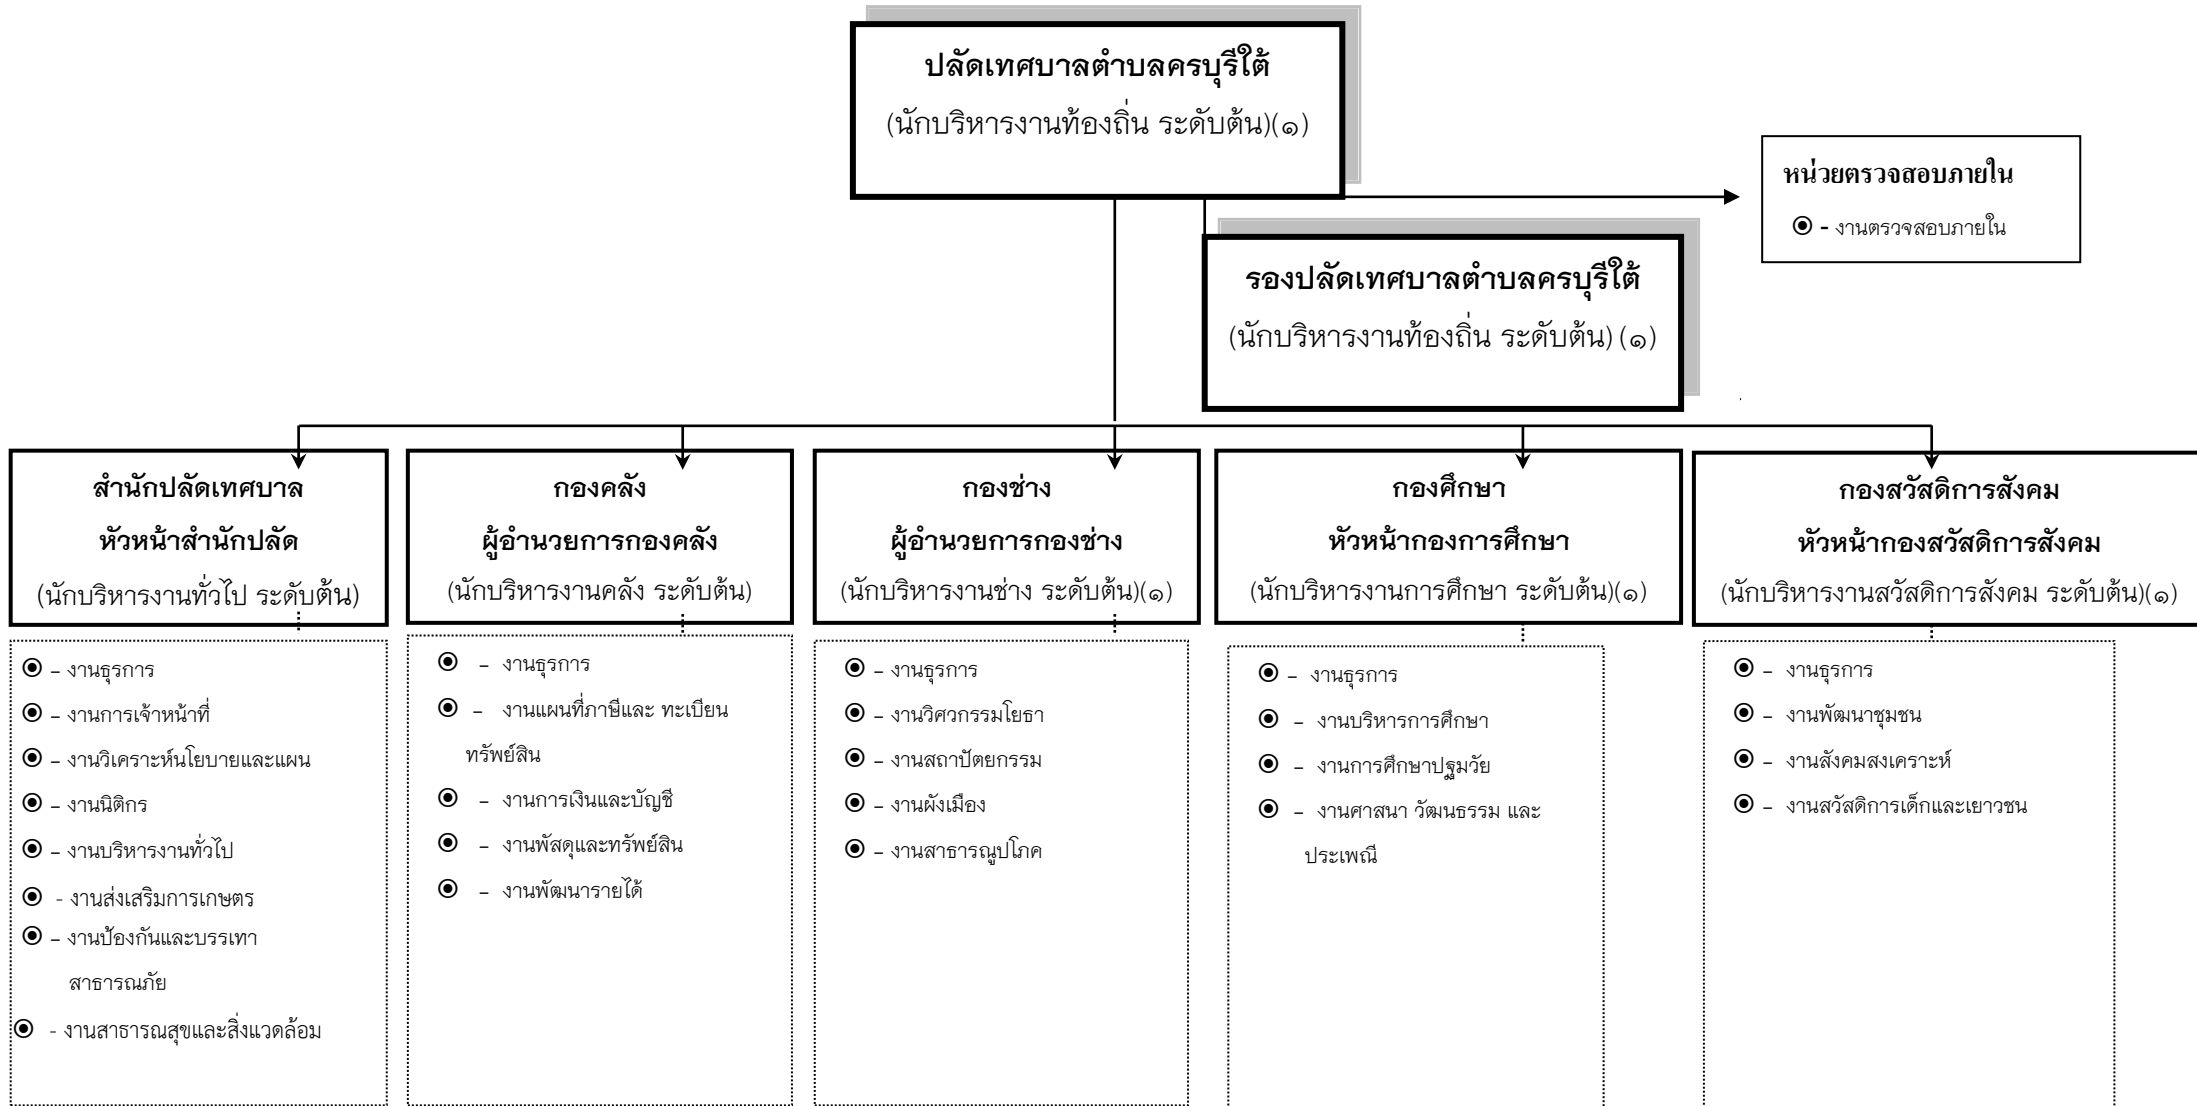 ปลัดเทศบาลตำบลครบุรีใต้
(นักบริหารงานท้องถิ่น ระดับต้น)(๑)
หน่วยตรวจสอบภายใน
- งานตรวจสอบภายใน
รองปลัดเทศบาลตำบลครบุรีใต้
(นักบริหารงานท้องถิ่น ระดับต้น) (๑)
สำนักปลัดเทศบาล
หัวหน้าสำนักปลัด
(นักบริหารงานทั่วไป ระดับต้น)
- งานธุรการ
- งานการเจ้าหน้าที่
- งานวิเคราะห์นโยบายและแผน
- งานนิติกร
- งานบริหารงานทั่วไป
- งานส่งเสริมการเกษตร
- งานป้องกันและบรรเทา
สาธารณภัย
- งานสาธารณสุขและสิ่งแวดล้อม
กองคลัง
ผู้อำนวยการกองคลัง
(นักบริหารงานคลัง ระดับต้น)
- งานธุรการ
- งานแผนที่ภาษีและ ทะเบียน
ทรัพย์สิน
- งานการเงินและบัญชี
- งานพัสดุและทรัพย์สิน
- งานพัฒนารายได้
กองช่าง
ผู้อำนวยการกองช่าง
(นักบริหารงานช่าง ระดับต้น)(๑)
- งานธุรการ
- งานวิศวกรรมโยธา
- งานสถาปัตยกรรม
- งานผังเมือง
- งานสาธารณูปโภค
กองศึกษา
หัวหน้ากองการศึกษา
(นักบริหารงานการศึกษา ระดับต้น)(๑)
- งานธุรการ
- งานบริหารการศึกษา
- งานการศึกษาปฐมวัย
- งานศาสนา วัฒนธรรม และ
ประเพณี
กองสวัสดิการสังคม
หัวหน้ากองสวัสดิการสังคม
(นักบริหารงานสวัสดิการสังคม ระดับต้น)(๑)
- งานธุรการ
- งานพัฒนาชุมชน
- งานสังคมสงเคราะห์
- งานสวัสดิการเด็กและเยาวชน